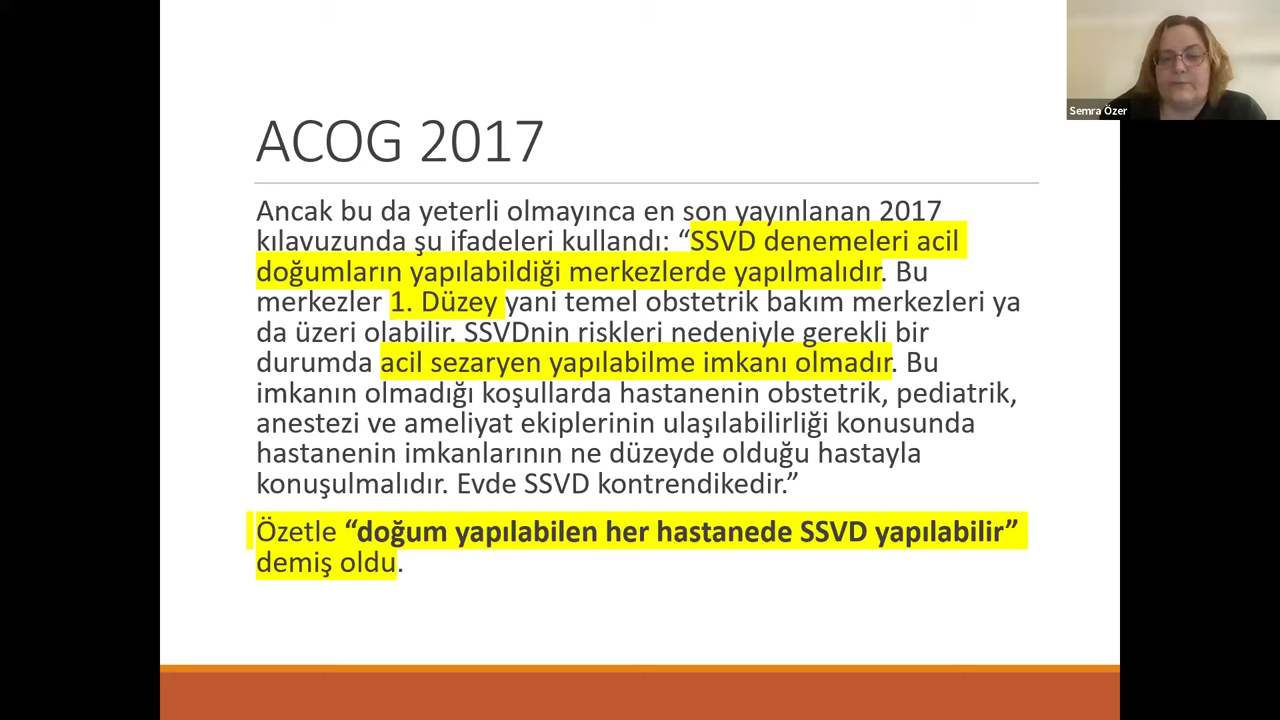 ACOG 2017
Ancak bu da yeterli olmayınca en son yayınlanan 2017
kılavuzunda şu ifadeleri kullandı: “SSVD denemeleri acil
doğumların yapılabildiği merkezlerde yapılmalıdır. Bu
merkezler 1. Düzey yani temel obstetrik bakım merkezleri ya
da üzeri olabilir. SSVDnin riskleri nedeniyle gerekli bir
durumda acil sezaryen yapılabilme imkanı olmadır. Bu
imkanın olmadığı koşullarda hastanenin obstetrik, pediatrik,
anestezi ve ameliyat ekiplerinin ulaşılabilirliği konusunda
hastanenin imkanlarının ne düzeyde olduğu hastayla
konuşulmalıdır. Evde SSVD kontrendikedir.”
Özetle “doğum yapılabilen her hastanede SSVD yapılabilir”
demiş oldu.
Semra Özer